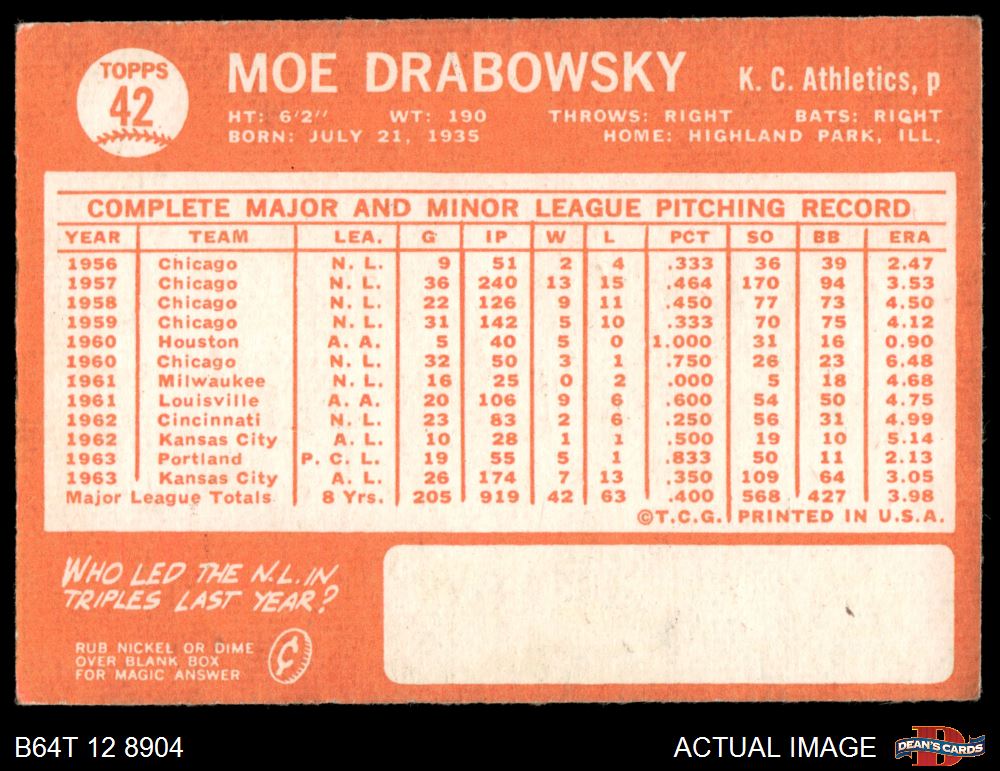 TOPPS
42
MOE DRABOWSKY
K. C. Athletics, p
HT: 6'2" WT: 190 THROWS: RIGHT BATS: RIGHT
BORN: JULY 21, 1935 HOME: HIGHLAND PARK, ILL.
COMPLETE MAJOR AND MINOR LEAGUE PITCHING RECORD
YEAR TEAM LEA. G IP W L PCT SO BB ERA
1956 Chicago N. L. 9 51 2 4 .333 36 39 2.47
1957 Chicago N. L. 36 240 13 15 .464 170 94 3.53
1958 Chicago N. L. 22 126 9 11 .450 77 73 4.50
1959 Chicago N. L. 31 142 5 10 .333 70 75 4.12
1960 Houston A. A. 5 40 5 0 1.000 31 16 0.90
1960 Chicago N. L. 32 50 3 1 .750 26 23 6.48
1961 Milwaukee N. L. 16 25 0 2 .000 5 18 4.68
1961 Louisville A. A. 20 106 9 6 .600 54 50 4.75
1962 Cincinnati N. L. 23 83 2 6 .250 56 31 4.99
1962 Kansas City A. L. 10 28 1 1 .500 19 10 5.14
1963 Portland P. C. L. 19 55 5 1 .833 50 11 2.13
1963 Kansas City A. L. 26 174 7 13 .350 109 64 3.05
Major League Totals 8 Yrs. 205 919 42 63 .400 568 427 3.98
©T.C.G. PRINTED IN U.S.A.
WHO LED THE N.L. IN
TRIPLES LAST YEAR?
RUB NICKEL OR DIME
OVER BLANK BOX
FOR MAGIC ANSWER
¢
B64T 12 8904
ACTUAL IMAGE
D
DEAN'S CARDS